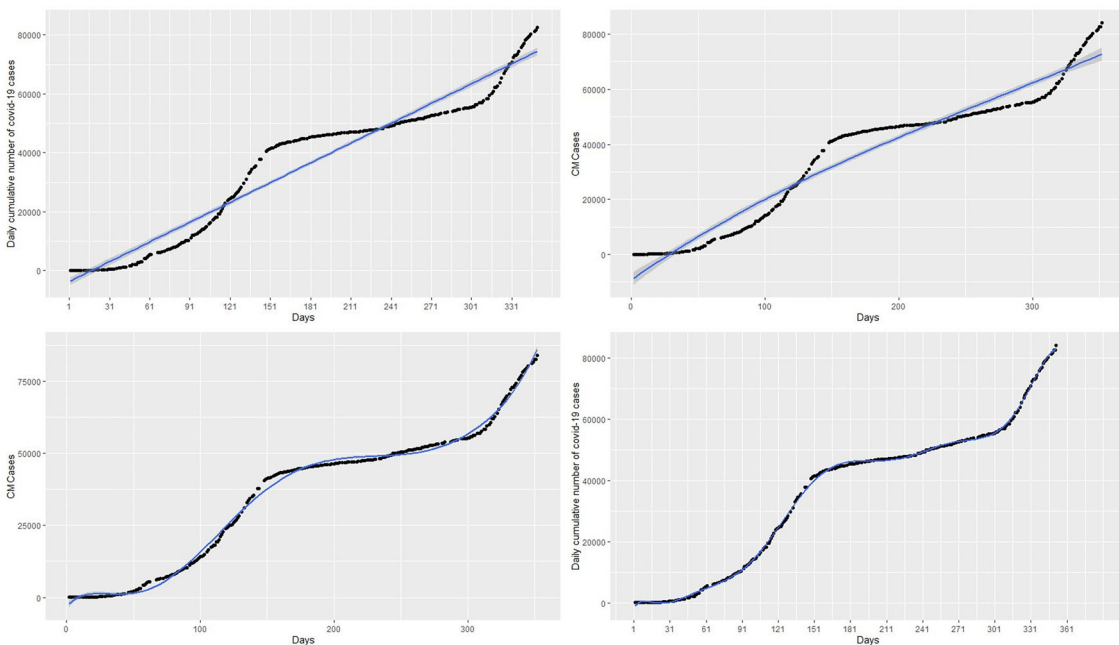 80000
60000
40000
20000
0
Daily cumulative number of covid-19 cases
1 31 61 91 121 151 181 211 241 271 301 331
Days
80000
60000
40000
20000
0
CM Cases
0 100 200 300
Days
75000
50000
25000
0
CM Cases
0 100 200 300
Days
80000
60000
40000
20000
0
Daily cumulative number of covid-19 cases
1 31 61 91 121 151 181 211 241 271 301 331 361
Days